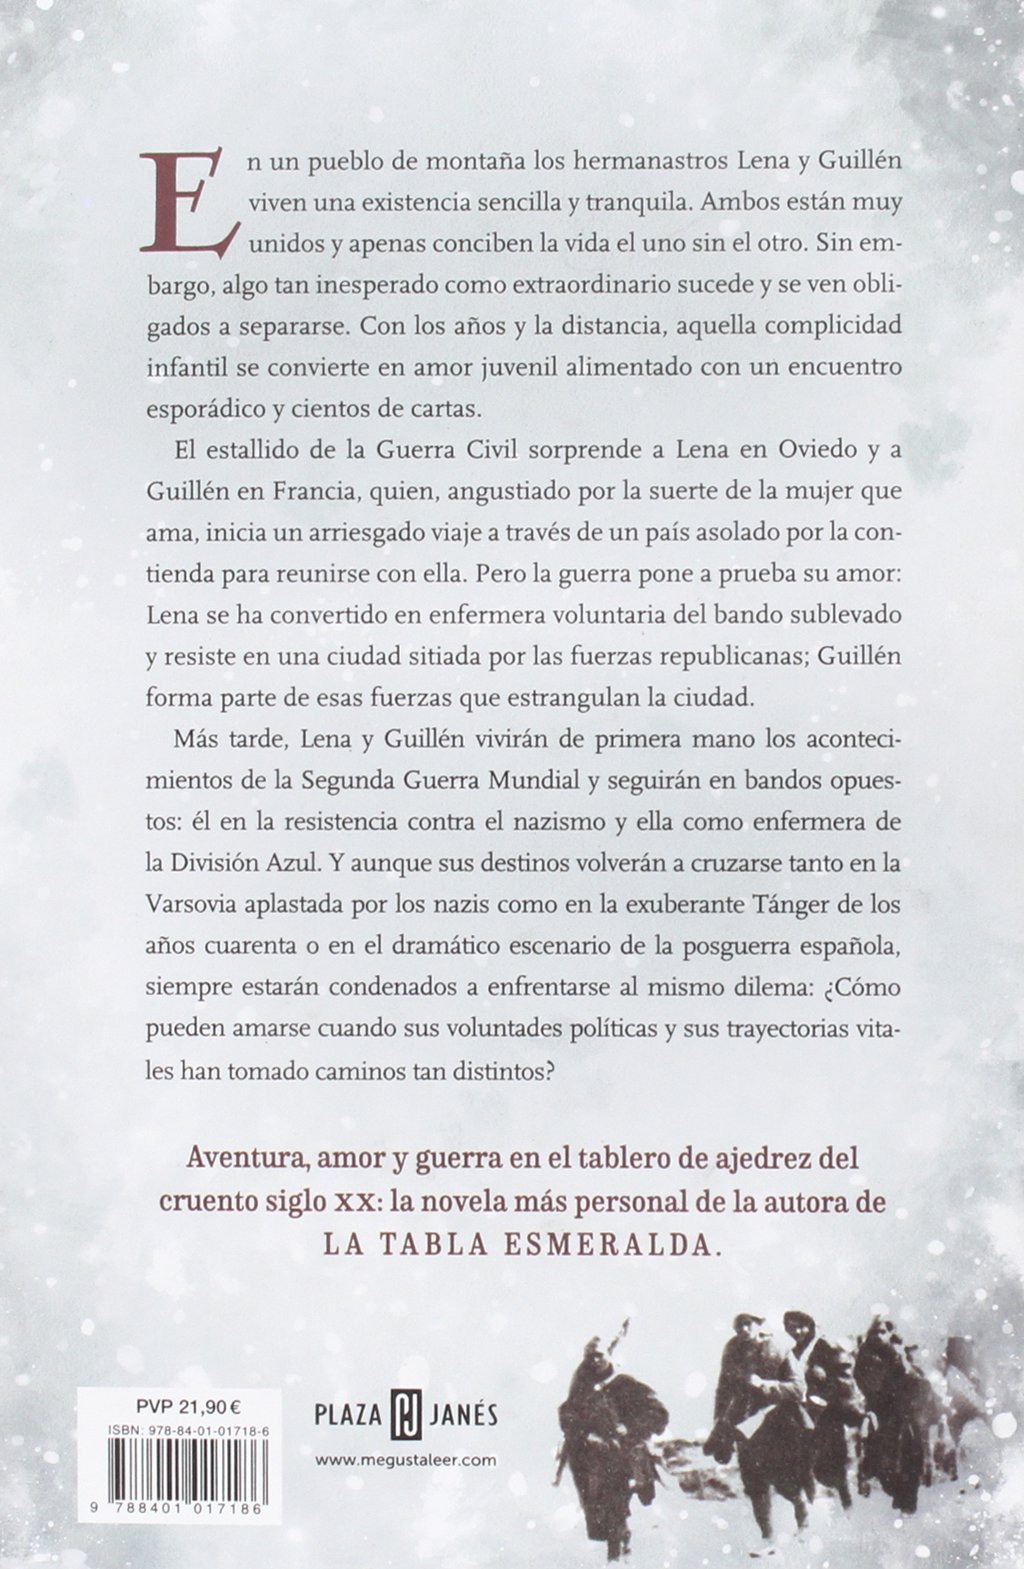 En un pueblo de montaña los hermanastros Lena y Guillén
viven una existencia sencilla y tranquila. Ambos están muy
unidos y apenas conciben la vida el uno sin el otro. Sin em-
bargo, algo tan inesperado como extraordinario sucede y se ven obli-
gados a separarse. Con los años y la distancia, aquella complicidad
infantil se convierte en amor juvenil alimentado con un encuentro
esporádico y cientos de cartas.
El estallido de la Guerra Civil sorprende a Lena en Oviedo y a
Guillén en Francia, quien, angustiado por la suerte de la mujer que
ama, inicia un arriesgado viaje a través de un país asolado por la con-
tienda para reunirse con ella. Pero la guerra pone a prueba su amor:
Lena se ha convertido en enfermera voluntaria del bando sublevado
y resiste en una ciudad sitiada por las fuerzas republicanas; Guillén
forma parte de esas fuerzas que estrangulan la ciudad.
Más tarde, Lena y Guillén vivirán de primera mano los aconteci-
mientos de la Segunda Guerra Mundial y seguirán en bandos opues-
tos: él en la resistencia contra el nazismo y ella como enfermera de
la División Azul. Y aunque sus destinos volverán a cruzarse tanto en la
Varsovia aplastada por los nazis como en la exuberante Tánger de los
años cuarenta o en el dramático escenario de la posguerra española,
siempre estarán condenados a enfrentarse al mismo dilema: ¿Cómo
pueden amarse cuando sus voluntades políticas y sus trayectorias vita-
les han tomado caminos tan distintos?
Aventura, amor y guerra en el tablero de ajedrez del
cruento siglo XX: la novela más personal de la autora de
LA TABLA ESMERALDA.
PVP 21,90 €
ISBN: 978-84-01-01718-6
9 788401 017186
PLAZA JANÉS
www.megustaleer.com